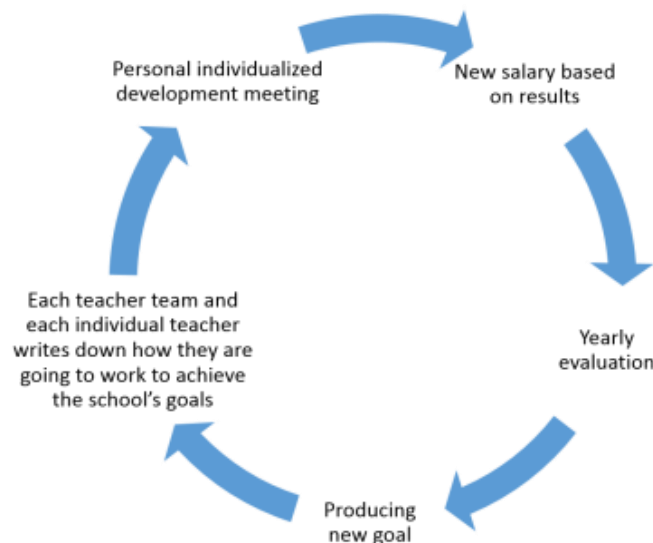 Personal individualized
development meeting
New salary based
on results
Yearly
evaluation
Producing
new goal
Each teacher team and
each individual teacher
writes down how they are
going to work to achieve
the school's goals